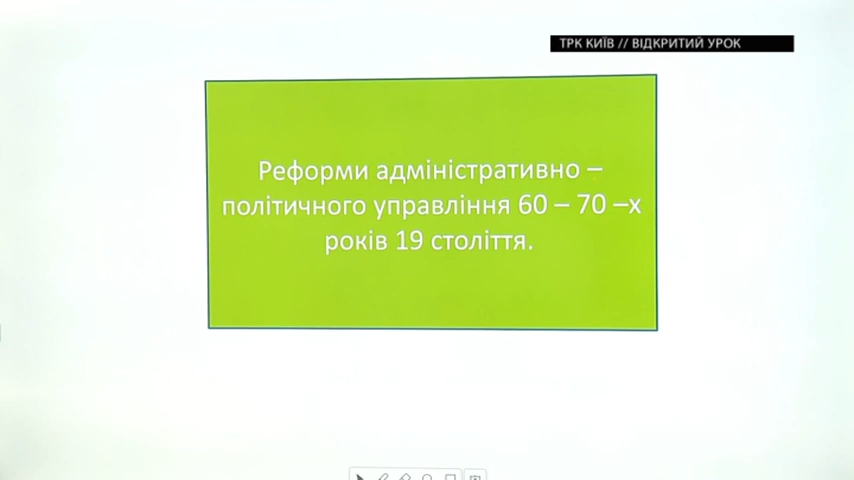 ТРК КИЇВ // ВІДКРИТИЙ УРОК
Реформи адміністративно –
політичного управління 60 – 70 –х
років 19 століття.